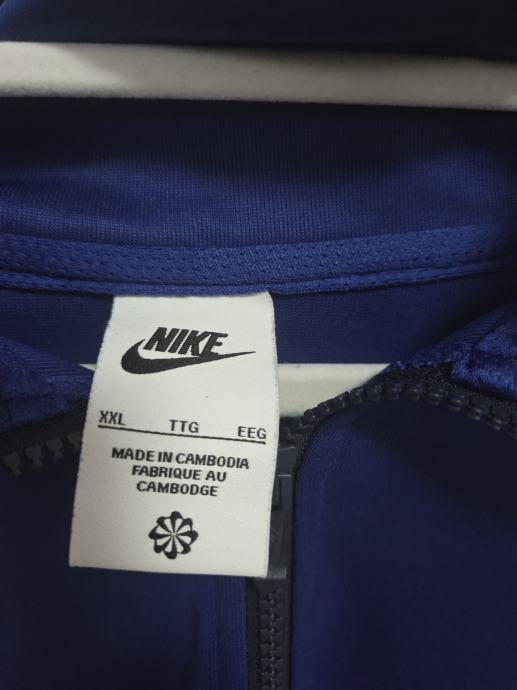 NIKE
XXL TTG EEG
MADE IN CAMBODIA
FABRIQUE AU
CAMBODGE